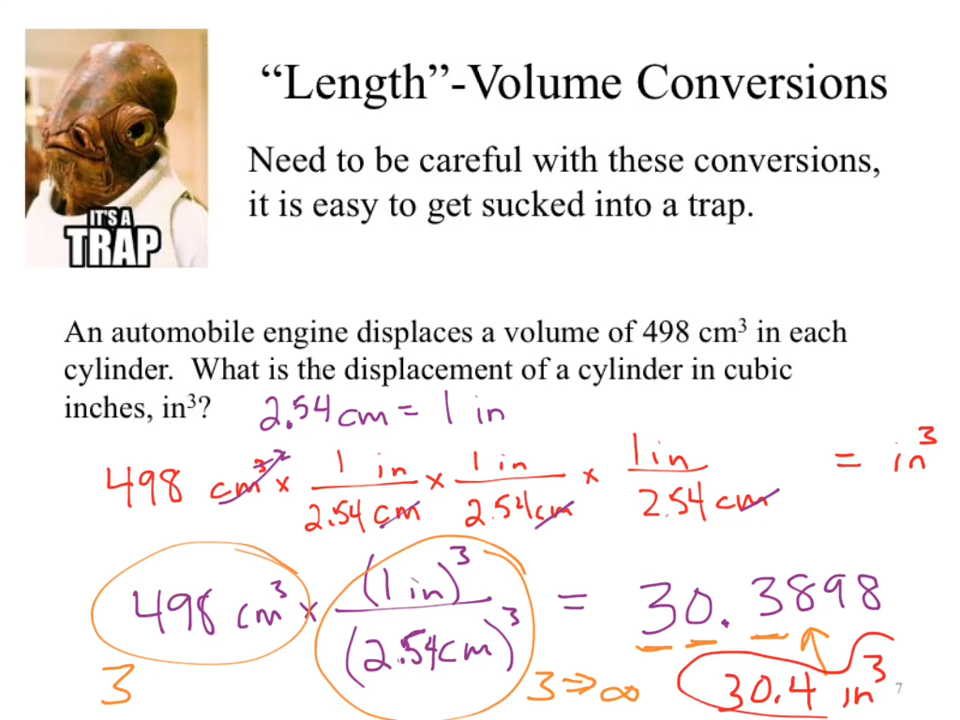 “Length”-Volume Conversions
Need to be careful with these conversions,
it is easy to get sucked into a trap.
IT'S A
TRAP
An automobile engine displaces a volume of 498 cm³ in each
cylinder. What is the displacement of a cylinder in cubic
inches, in³?
2.54 cm = 1 in
498 cm³² × 1 in / 2.54 cm × 1 in / 2.54 cm × 1 in / 2.54 cm = in³
498 cm³ × (1 in)³ / (2.54 cm)³ = 30.3898
3
3 ⇒ ∞
30.4 in³
7